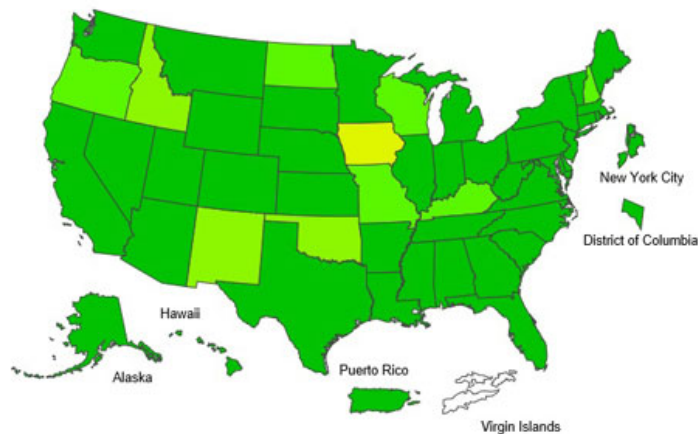 New York City
District of Columbia
Hawaii
Puerto Rico
Alaska
Virgin Islands